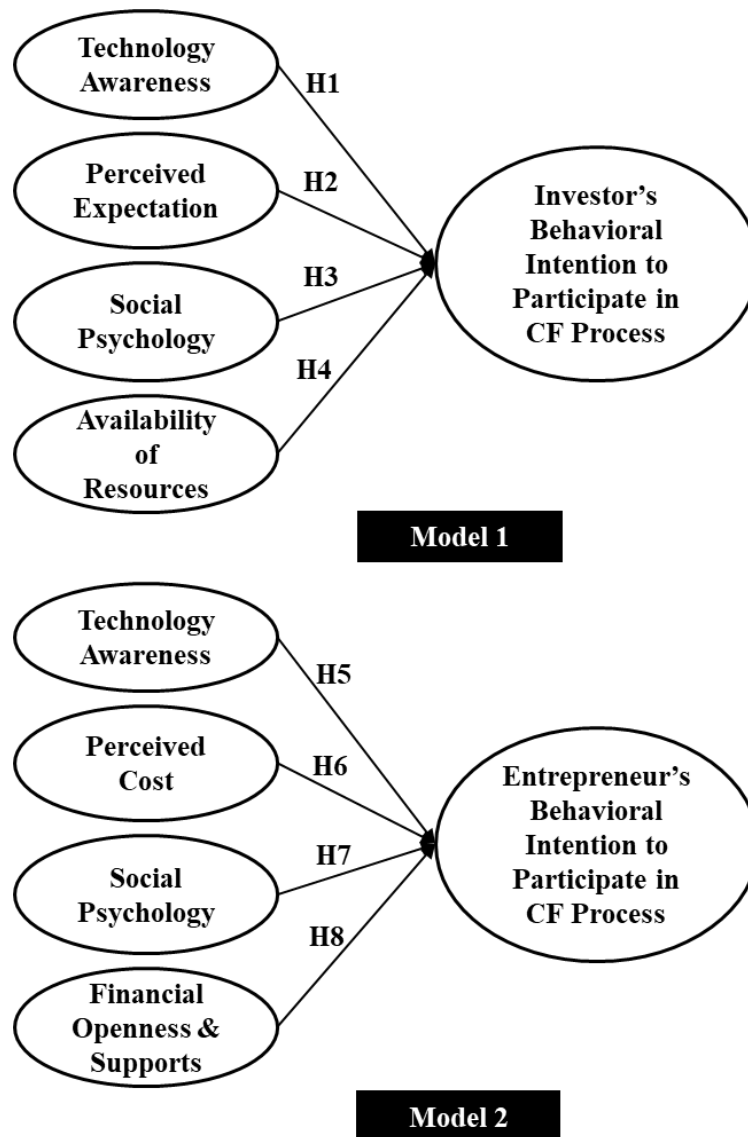 Technology
Awareness
H1
Perceived
Expectation
H2
Social
Psychology
H3
Availability
of
Resources
H4
Investor’s
Behavioral
Intention to
Participate in
CF Process
Model 1
Technology
Awareness
H5
Perceived
Cost
H6
Social
Psychology
H7
Financial
Openness &
Supports
H8
Entrepreneur’s
Behavioral
Intention to
Participate in
CF Process
Model 2